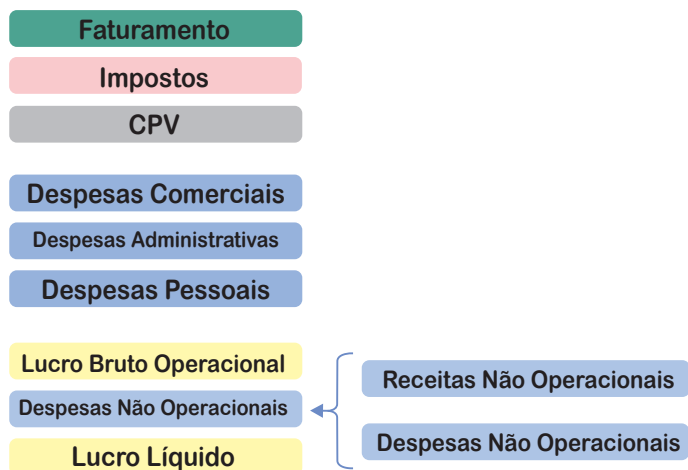 Faturamento
Impostos
CPV
Despesas Comerciais
Despesas Administrativas
Despesas Pessoais
Lucro Bruto Operacional
Despesas Não Operacionais
Lucro Líquido
Receitas Não Operacionais
Despesas Não Operacionais